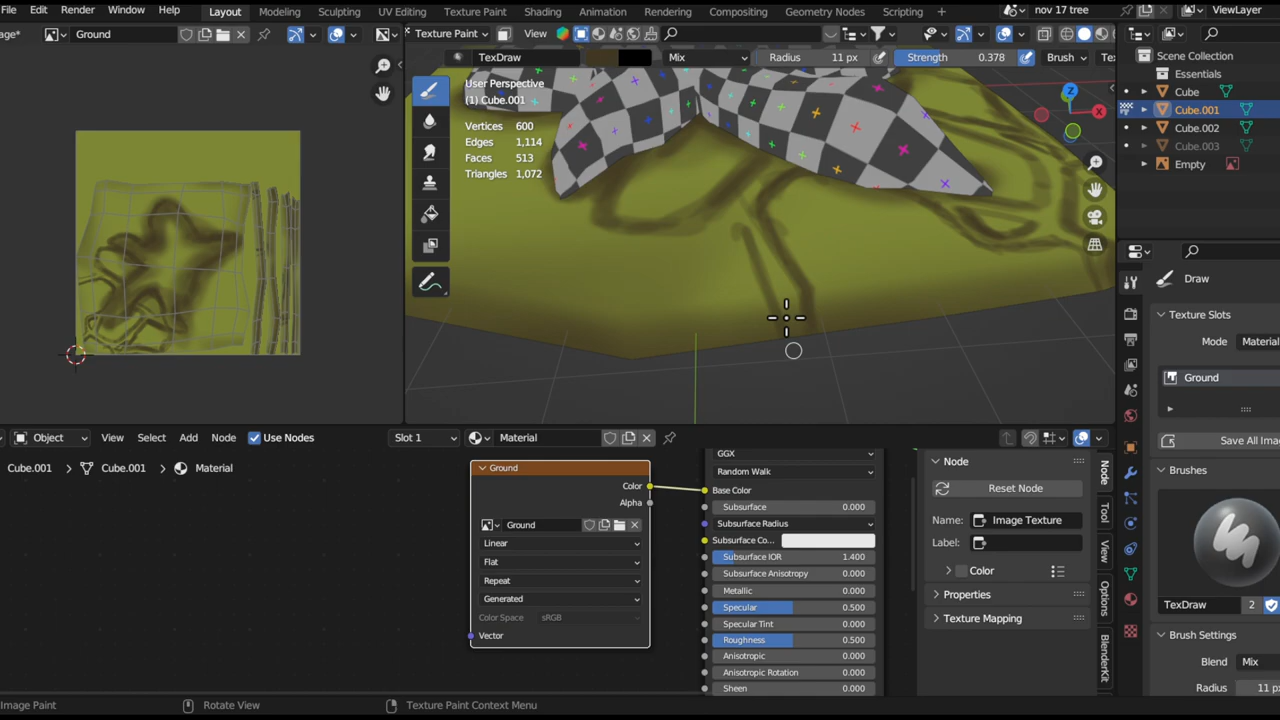 File Edit Render Window Help Layout Modeling Sculpting UV Editing Texture Paint Shading Animation Rendering Compositing Geometry Nodes Scripting + nov 17 tree ViewLayer
age* Ground Texture Paint View
TexDraw Mix Radius 11 px Strength 0.378 Brush Tex
User Perspective
(1) Cube.001
Vertices 600
Edges 1,114
Faces 513
Triangles 1,072
Z
X
Scene Collection
Essentials
Cube
Cube.001
Cube.002
Cube.003
Empty
Draw
Texture Slots
Mode Material
Ground
Save All Imag
Brushes
TexDraw 2
Brush Settings
Blend Mix
Radius 11 px
Object View Select Add Node Use Nodes Slot 1 Material
Cube.001 > Cube.001 > Material
Ground
Color
Alpha
Ground
Linear
Flat
Repeat
Generated
Color Space sRGB
Vector
GGX
Random Walk
Base Color
Subsurface 0.000
Subsurface Radius
Subsurface Co...
Subsurface IOR 1.400
Subsurface Anisotropy 0.000
Metallic 0.000
Specular 0.500
Specular Tint 0.000
Roughness 0.500
Anisotropic 0.000
Anisotropic Rotation 0.000
Sheen 0.000
Node
Reset Node
Name: Image Texture
Label:
Color
Properties
Texture Mapping
Node
Tool
View
Options
BlenderKit
Image Paint Rotate View Texture Paint Context Menu